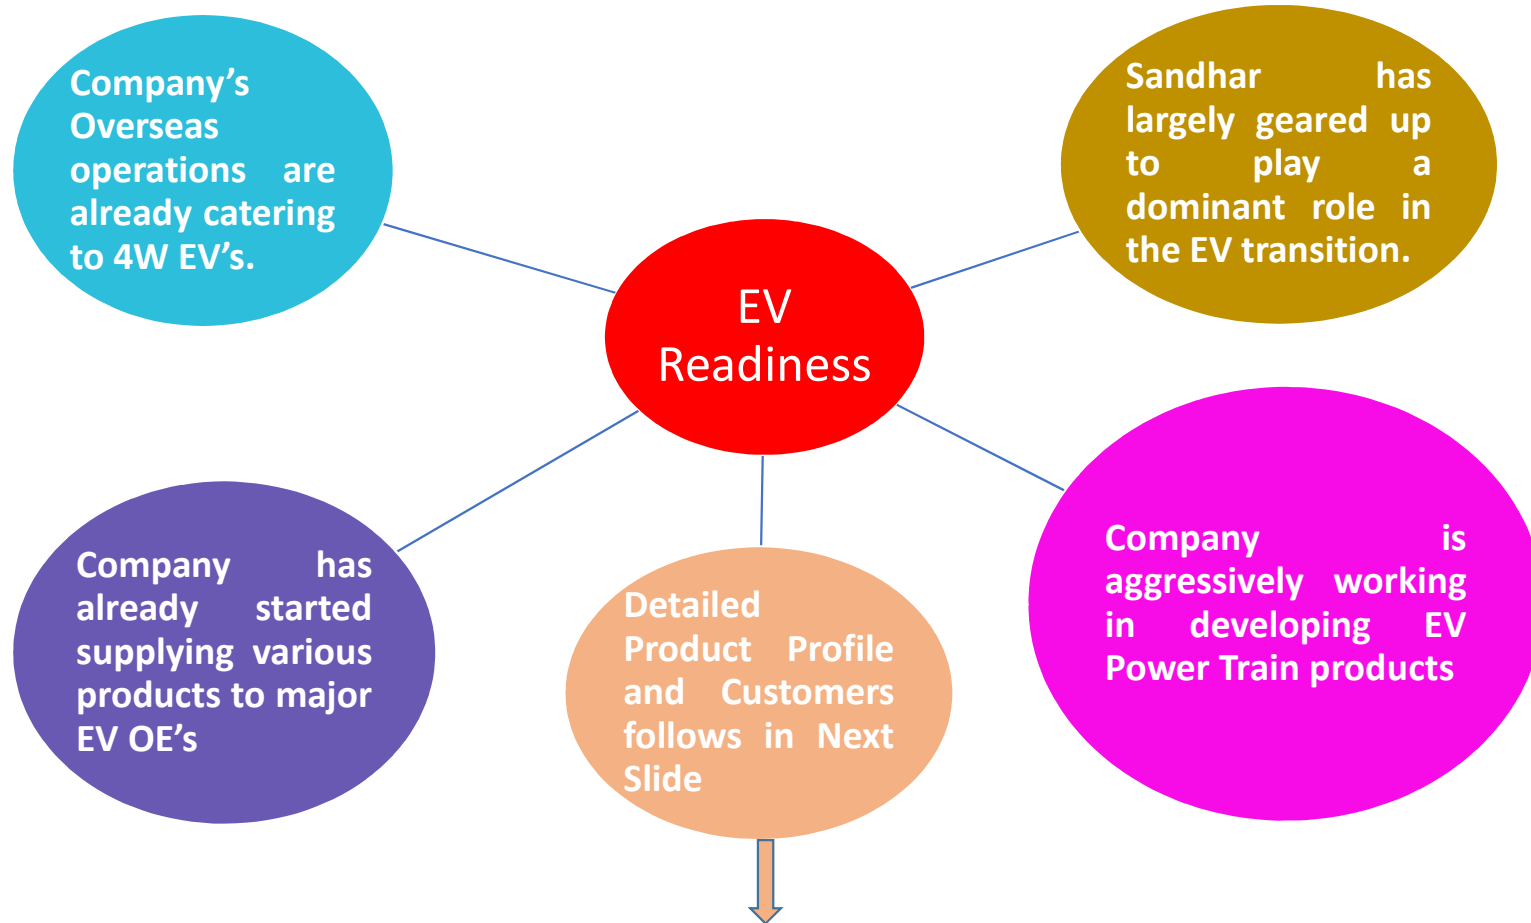 Company’s
Overseas
operations are
already catering
to 4W EV’s.
Sandhar has
largely geared up
to play a
dominant role in
the EV transition.
EV
Readiness
Company has
already started
supplying various
products to major
EV OE’s
Detailed
Product Profile
and Customers
follows in Next
Slide
Company is
aggressively working
in developing EV
Power Train products